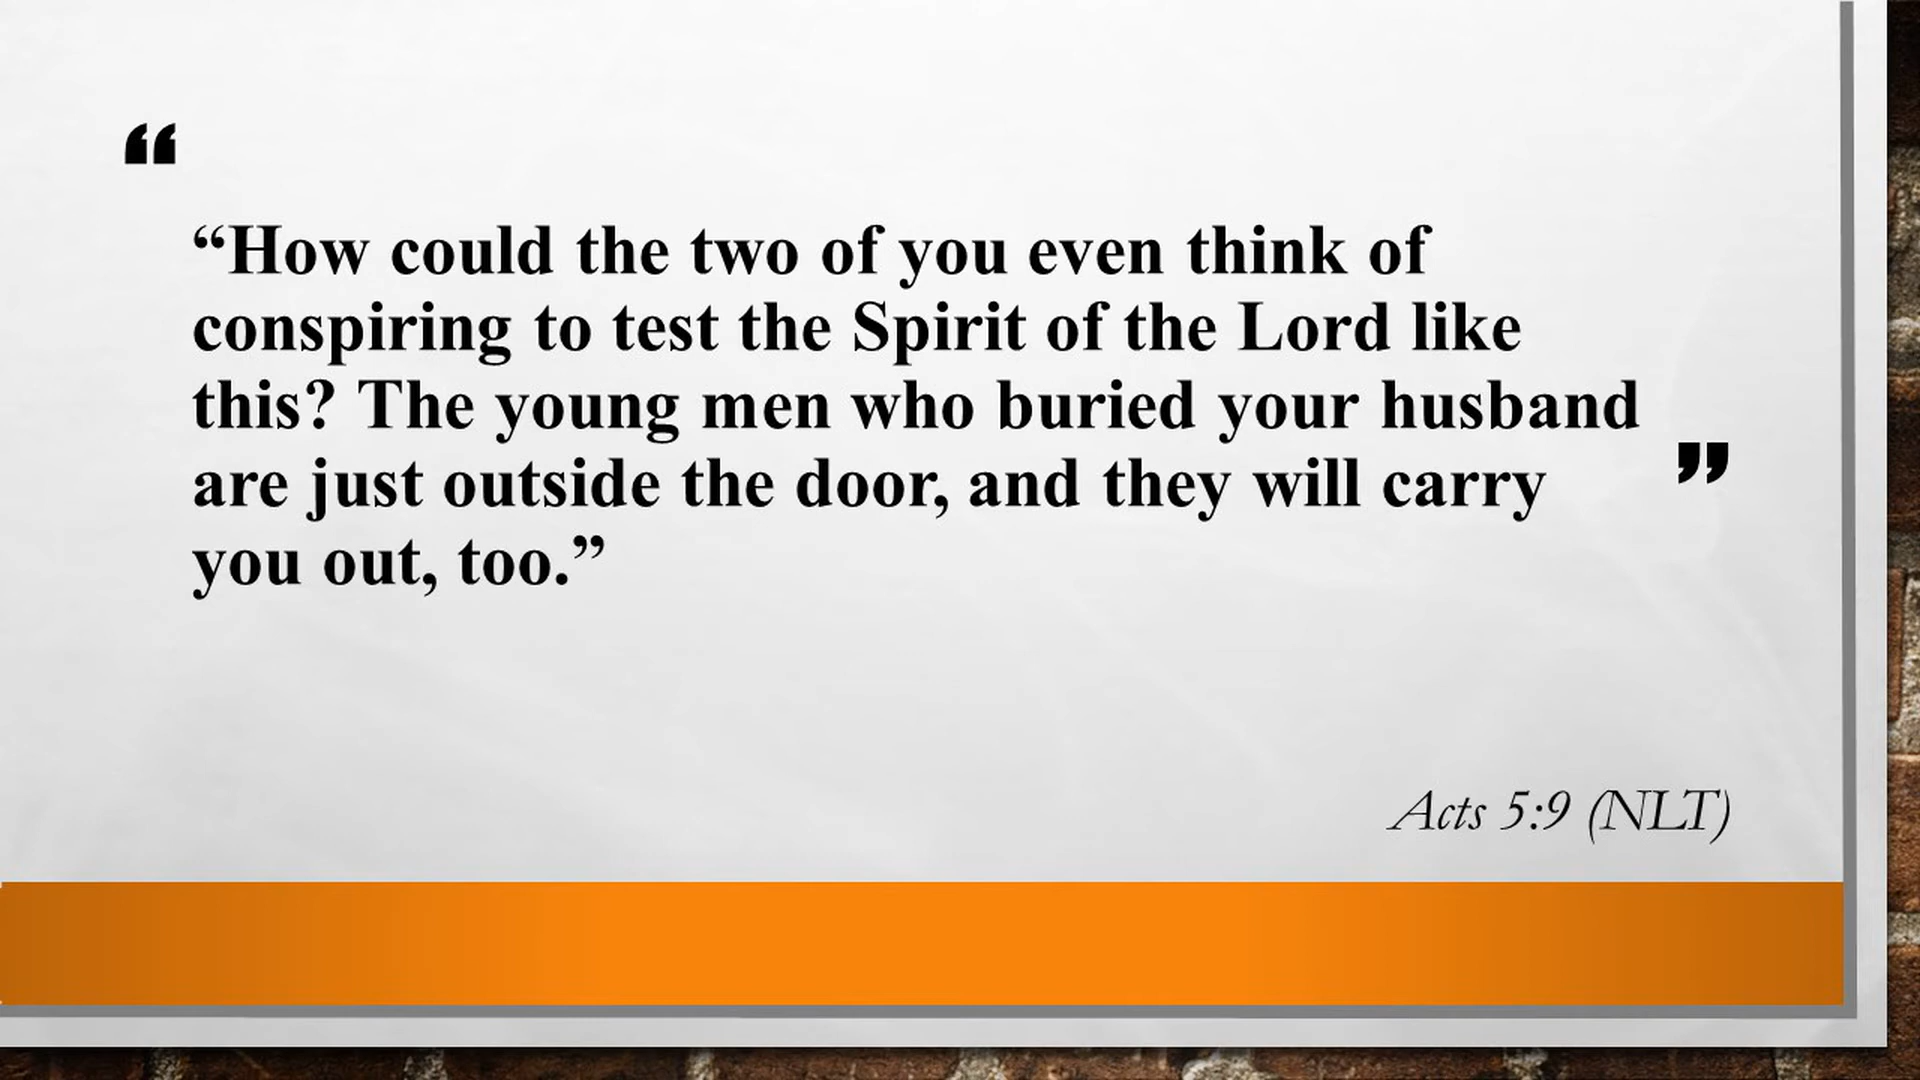 “
“How could the two of you even think of
conspiring to test the Spirit of the Lord like
this? The young men who buried your husband
are just outside the door, and they will carry
you out, too.”
”
Acts 5:9 (NLT)